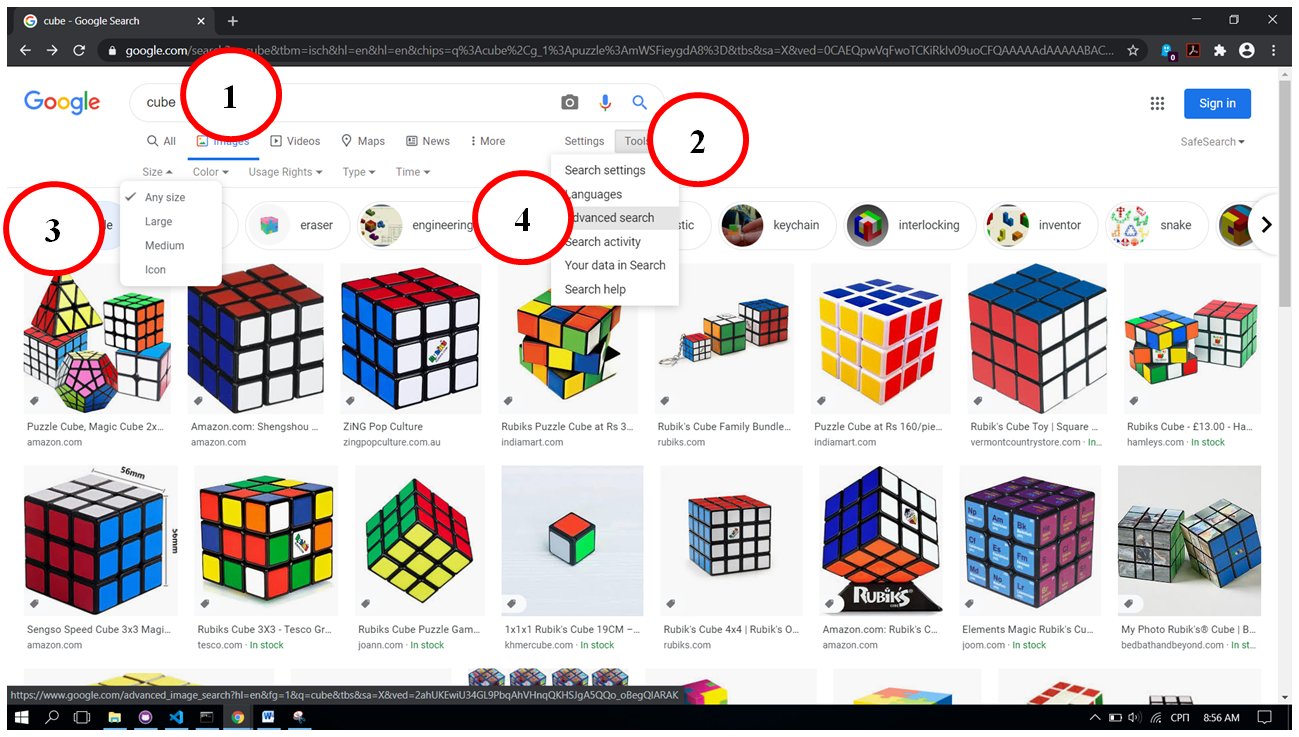 cube - Google Search
google.com/search?q=cube&tbm=isch&hl=en&hl=en&chips=q%3Acube%2Cg_1%3Apuzzle%3AmWSFieygdA8%3D&tbs&sa=X&ved=0CAEQpwVqFwoTCKiRkIv09uoCFQAAAAAdAAAAABAC...
0
Google
cube
1
Sign in
All
Images
Videos
Maps
News
More
Settings
Tools
2
SafeSearch
Size
Color
Usage Rights
Type
Time
Any size
Large
Medium
Icon
Search settings
Languages
Advanced search
Search activity
Your data in Search
Search help
3
4
eraser
engineering
keychain
interlocking
inventor
snake
Puzzle Cube, Magic Cube 2x...
amazon.com
Amazon.com: Shengshou ...
amazon.com
ZiNG Pop Culture
zingpopculture.com.au
Rubiks Puzzle Cube at Rs 3...
indiamart.com
Rubik's Cube Family Bundle...
rubiks.com
Puzzle Cube at Rs 160/pie...
indiamart.com
Rubik's Cube Toy | Square ...
vermontcountrystore.com · In...
Rubiks Cube - £13.00 - Ha...
hamleys.com · In stock
56mm
56mm
RUBIK'S
Np Am Bk
Cf Es Fm
Md No Lr
Sengso Speed Cube 3x3 Magi...
amazon.com
Rubiks Cube 3X3 - Tesco Gr...
tesco.com · In stock
Rubiks Cube Puzzle Gam...
joann.com · In stock
1x1x1 Rubik's Cube 19CM –...
khmercube.com · In stock
Rubik's Cube 4x4 | Rubik's O...
rubiks.com
Amazon.com: Rubik's C...
amazon.com
Elements Magic Rubik's Cu...
joom.com · In stock
My Photo Rubik's® Cube | B...
bedbathandbeyond.com · In st...
https://www.google.com/advanced_image_search?hl=en&fg=1&q=cube&tbs&sa=X&ved=2ahUKEwiU34GL9PbqAhVHnqQKHSJgA5QQo_oBegQIARAK
СРП
8:56 AM